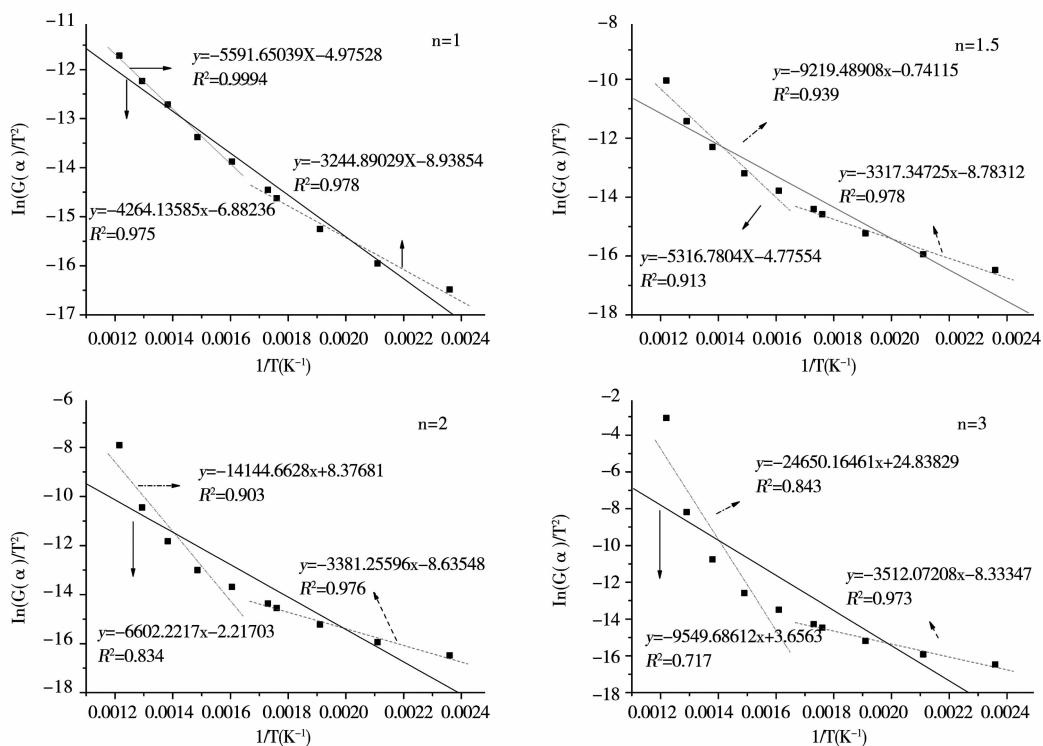 n=1
y=−5591.65039X−4.97528
R²=0.9994
y=−3244.89029X−8.93854
R²=0.978
y=−4264.13585x−6.88236
R²=0.975
−11
−12
−13
−14
−15
−16
−17
In(G(α)/T²)
0.0012 0.0014 0.0016 0.0018 0.0020 0.0022 0.0024
1/T(K⁻¹)
n=1.5
y=−9219.48908x−0.74115
R²=0.939
y=−3317.34725x−8.78312
R²=0.978
y=−5316.7804X−4.77554
R²=0.913
−8
−10
−12
−14
−16
−18
In(G(α)/T²)
0.0012 0.0014 0.0016 0.0018 0.0020 0.0022 0.0024
1/T(K⁻¹)
n=2
y=−14144.6628x+8.37681
R²=0.903
y=−3381.25596x−8.63548
R²=0.976
y=−6602.2217x−2.21703
R²=0.834
−6
−8
−10
−12
−14
−16
−18
In(G(α)/T²)
0.0012 0.0014 0.0016 0.0018 0.0020 0.0022 0.0024
1/T(K⁻¹)
n=3
y=−24650.16461x+24.83829
R²=0.843
y=−3512.07208x−8.33347
R²=0.973
y=−9549.68612x+3.6563
R²=0.717
−2
−4
−6
−8
−10
−12
−14
−16
−18
In(G(α)/T²)
0.0012 0.0014 0.0016 0.0018 0.0020 0.0022 0.0024
1/T(K⁻¹)